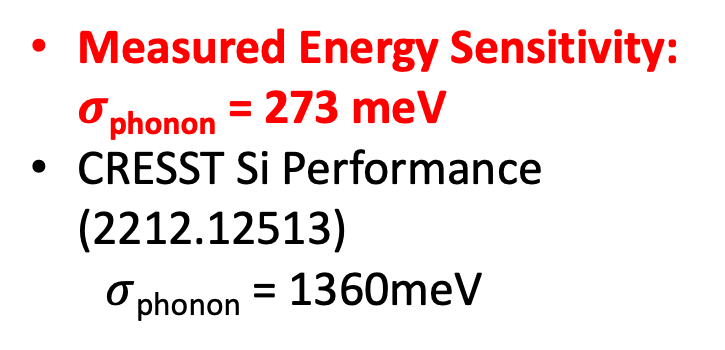 • Measured Energy Sensitivity:
σphonon = 273 meV
• CRESST Si Performance
(2212.12513)
σphonon = 1360meV